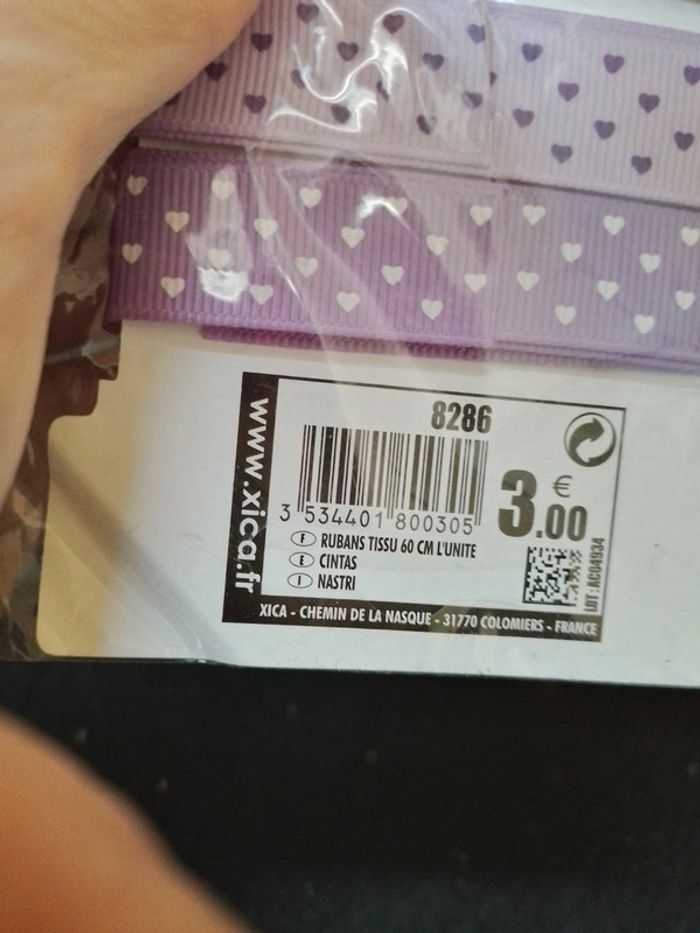 8286
www.xica.fr
3 534401 800305
3.00 €
F RUBANS TISSU 60 CM L'UNITE
E CINTAS
I NASTRI
LOT : AC04934
XICA - CHEMIN DE LA NASQUE - 31770 COLOMIERS - FRANCE